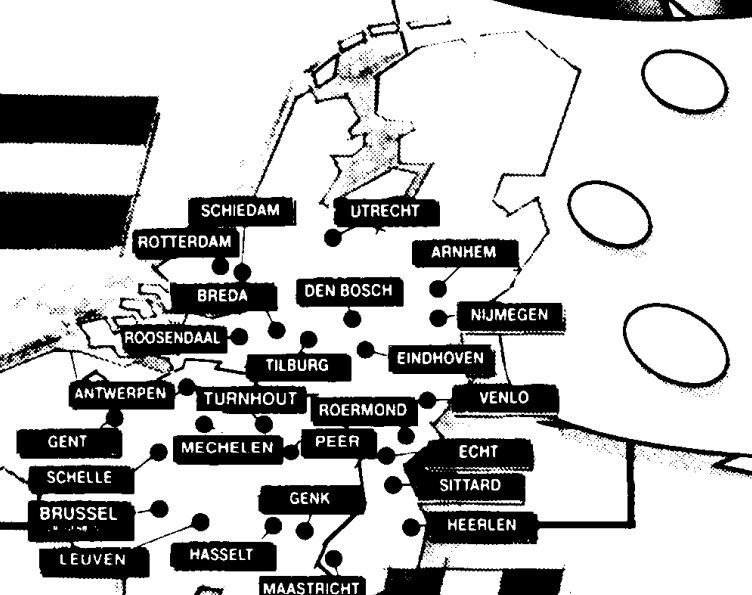 SCHIEDAM
UTRECHT
ROTTERDAM
ARNHEM
BREDA
DEN BOSCH
NIJMEGEN
ROOSENDAAL
TILBURG
EINDHOVEN
ANTWERPEN
TURNHOUT
ROERMOND
VENLO
GENT
MECHELEN
PEER
ECHT
SCHELLE
SITTARD
GENK
BRUSSEL
HEERLEN
LEUVEN
HASSELT
MAASTRICHT